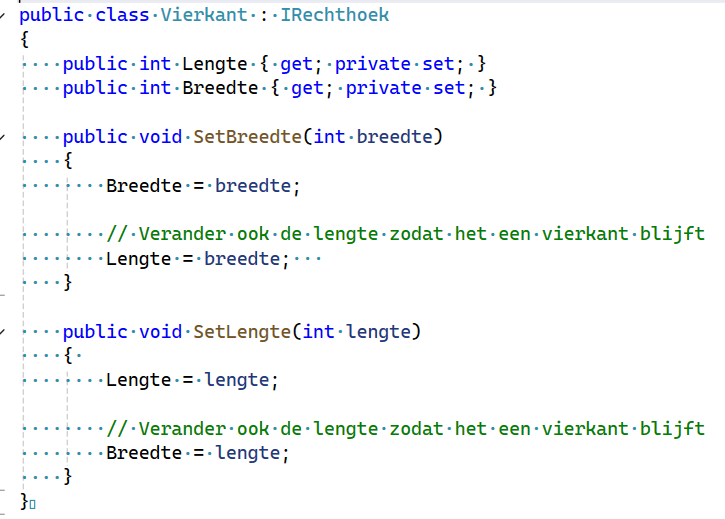 public class Vierkant : IRechthoek
{
    public int Lengte { get; private set; }
    public int Breedte { get; private set; }
    public void SetBreedte(int breedte)
    {
        Breedte = breedte;
        // Verander ook de lengte zodat het een vierkant blijft
        Lengte = breedte;
    }
    public void SetLengte(int lengte)
    {
        Lengte = lengte;
        // Verander ook de lengte zodat het een vierkant blijft
        Breedte = lengte;
    }
}